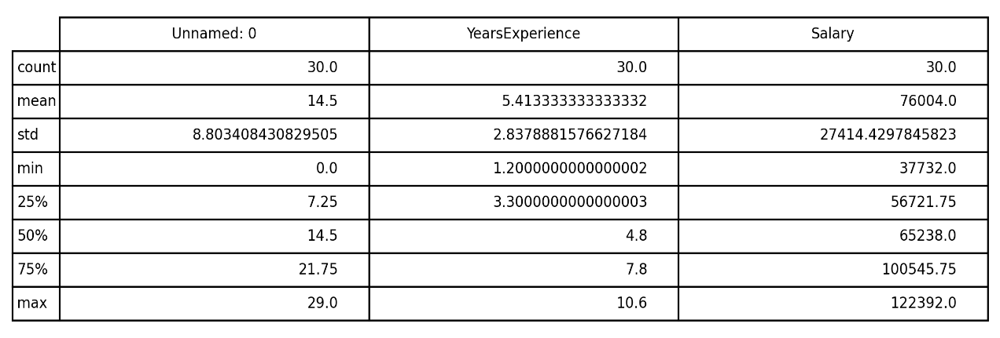 Unnamed: 0 YearsExperience Salary
count 30.0 30.0 30.0
mean 14.5 5.413333333333332 76004.0
std 8.803408430829505 2.8378881576627184 27414.4297845823
min 0.0 1.2000000000000002 37732.0
25% 7.25 3.3000000000000003 56721.75
50% 14.5 4.8 65238.0
75% 21.75 7.8 100545.75
max 29.0 10.6 122392.0